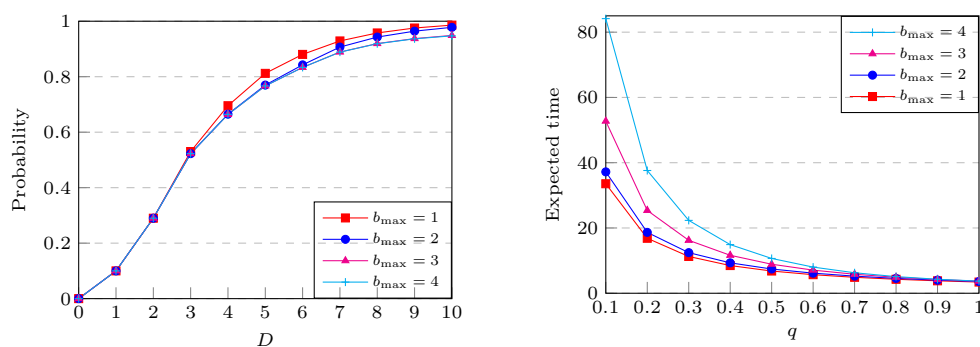 1
0.8
0.6
0.4
0.2
0
0 1 2 3 4 5 6 7 8 9 10
D
Probability
b_max = 1
b_max = 2
b_max = 3
b_max = 4
80
60
40
20
0
0.1 0.2 0.3 0.4 0.5 0.6 0.7 0.8 0.9 1
q
Expected time
b_max = 4
b_max = 3
b_max = 2
b_max = 1